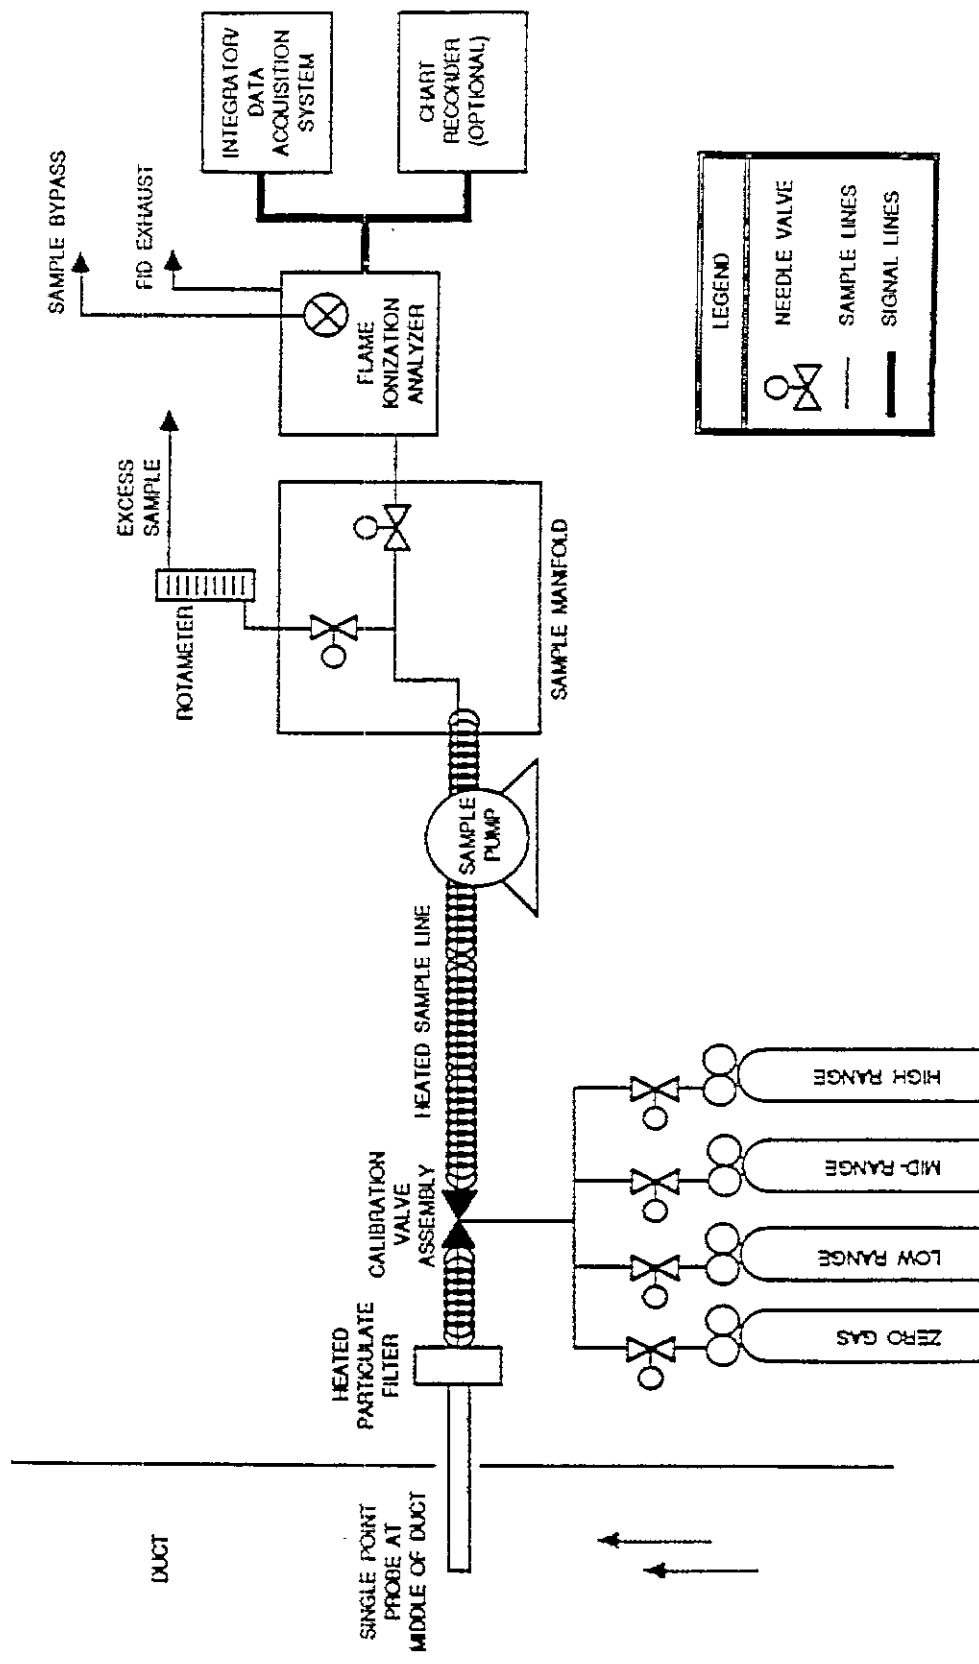 DUCT
SINGLE POINT
PROBE AT
MIDDLE OF DUCT
HEATED
PARTICULATE
FILTER
CALIBRATION
VALVE
ASSEMBLY
HEATED SAMPLE LINE
SAMPLE
PUMP
SAMPLE MANIFOLD
ROTAMETER
EXCESS
SAMPLE
FLAME
IONIZATION
ANALYZER
SAMPLE BYPASS
FID EXHAUST
INTEGRATOR/
DATA
ACQUISITION
SYSTEM
CHART
RECORDER
(OPTIONAL)
ZERO GAS
LOW RANGE
MID-RANGE
HIGH RANGE
LEGEND
NEEDLE VALVE
SAMPLE LINES
SIGNAL LINES